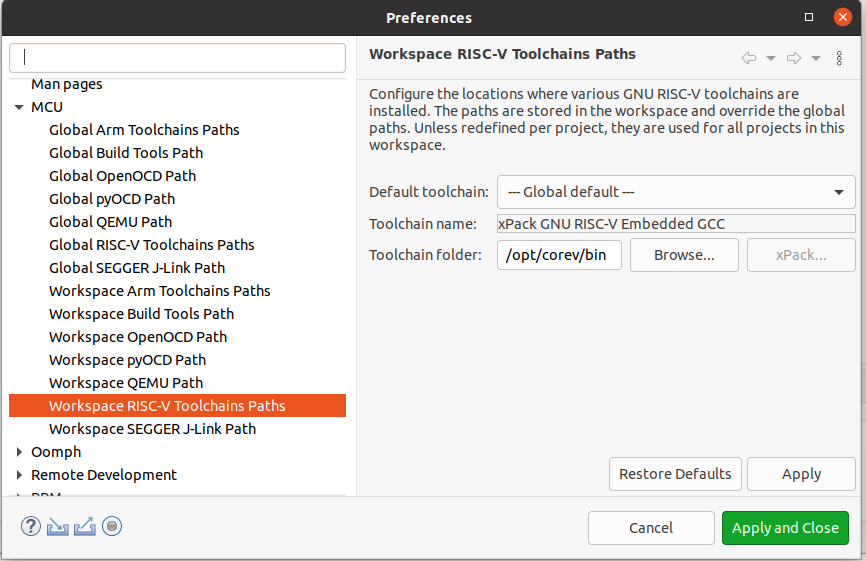 Preferences
Man pages
MCU
Global Arm Toolchains Paths
Global Build Tools Path
Global OpenOCD Path
Global pyOCD Path
Global QEMU Path
Global RISC-V Toolchains Paths
Global SEGGER J-Link Path
Workspace Arm Toolchains Paths
Workspace Build Tools Path
Workspace OpenOCD Path
Workspace pyOCD Path
Workspace QEMU Path
Workspace RISC-V Toolchains Paths
Workspace SEGGER J-Link Path
Oomph
Remote Development
Workspace RISC-V Toolchains Paths
Configure the locations where various GNU RISC-V toolchains are
installed. The paths are stored in the workspace and override the global
paths. Unless redefined per project, they are used for all projects in this
workspace.
Default toolchain: --- Global default ---
Toolchain name: xPack GNU RISC-V Embedded GCC
Toolchain folder: /opt/corev/bin Browse... xPack...
Restore Defaults Apply
Cancel Apply and Close